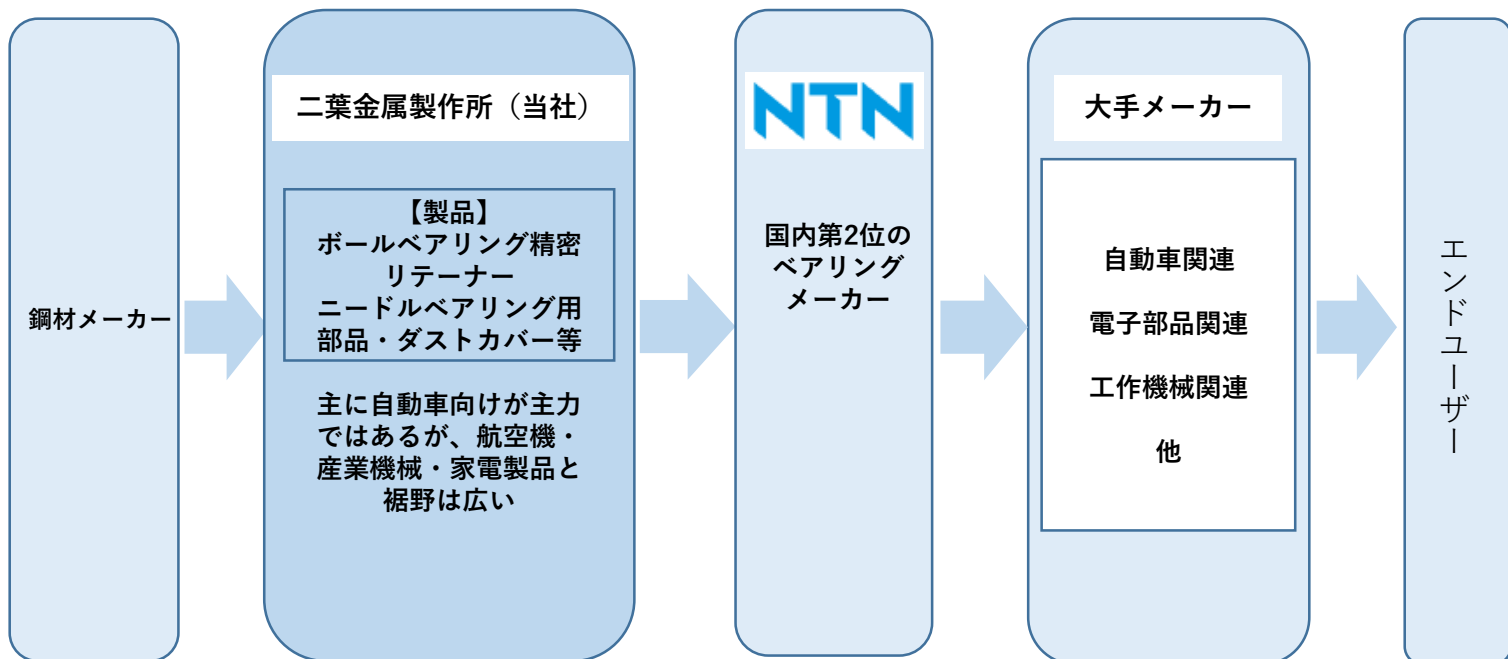 鋼材メーカー
二葉金属製作所（当社）
【製品】
ボールベアリング精密
リテーナー
ニードルベアリング用
部品・ダストカバー等
主に自動車向けが主力
ではあるが、航空機・
産業機械・家電製品と
裾野は広い
NTN
国内第2位の
ベアリング
メーカー
大手メーカー
自動車関連
電子部品関連
工作機械関連
他
エンドユーザー